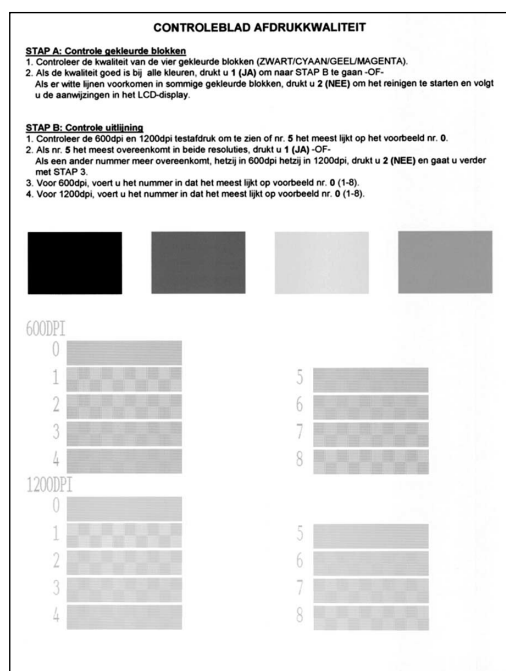 CONTROLEBLAD AFDRUKKWALITEIT
STAP A: Controle gekleurde blokken
1. Controleer de kwaliteit van de vier gekleurde blokken (ZWART/CYAAN/GEEL/MAGENTA).
2. Als de kwaliteit goed is bij alle kleuren, drukt u 1 (JA) om naar STAP B te gaan -OF-
Als er witte lijnen voorkomen in sommige gekleurde blokken, drukt u 2 (NEE) om het reinigen te starten en volgt
u de aanwijzingen in het LCD-display.
STAP B: Controle uitlijning
1. Controleer de 600dpi en 1200dpi testafdruk om te zien of nr. 5 het meest lijkt op het voorbeeld nr. 0.
2. Als nr. 5 het meest overeenkomt in beide resoluties, drukt u 1 (JA) -OF-
Als een ander nummer meer overeenkomt, hetzij in 600dpi hetzij in 1200dpi, drukt u 2 (NEE) en gaat u verder
met STAP 3.
3. Voor 600dpi, voert u het nummer in dat het meest lijkt op voorbeeld nr. 0 (1-8).
4. Voor 1200dpi, voert u het nummer in dat het meest lijkt op voorbeeld nr. 0 (1-8).
600DPI
0
1
2
3
4
5
6
7
8
1200DPI
0
1
2
3
4
5
6
7
8